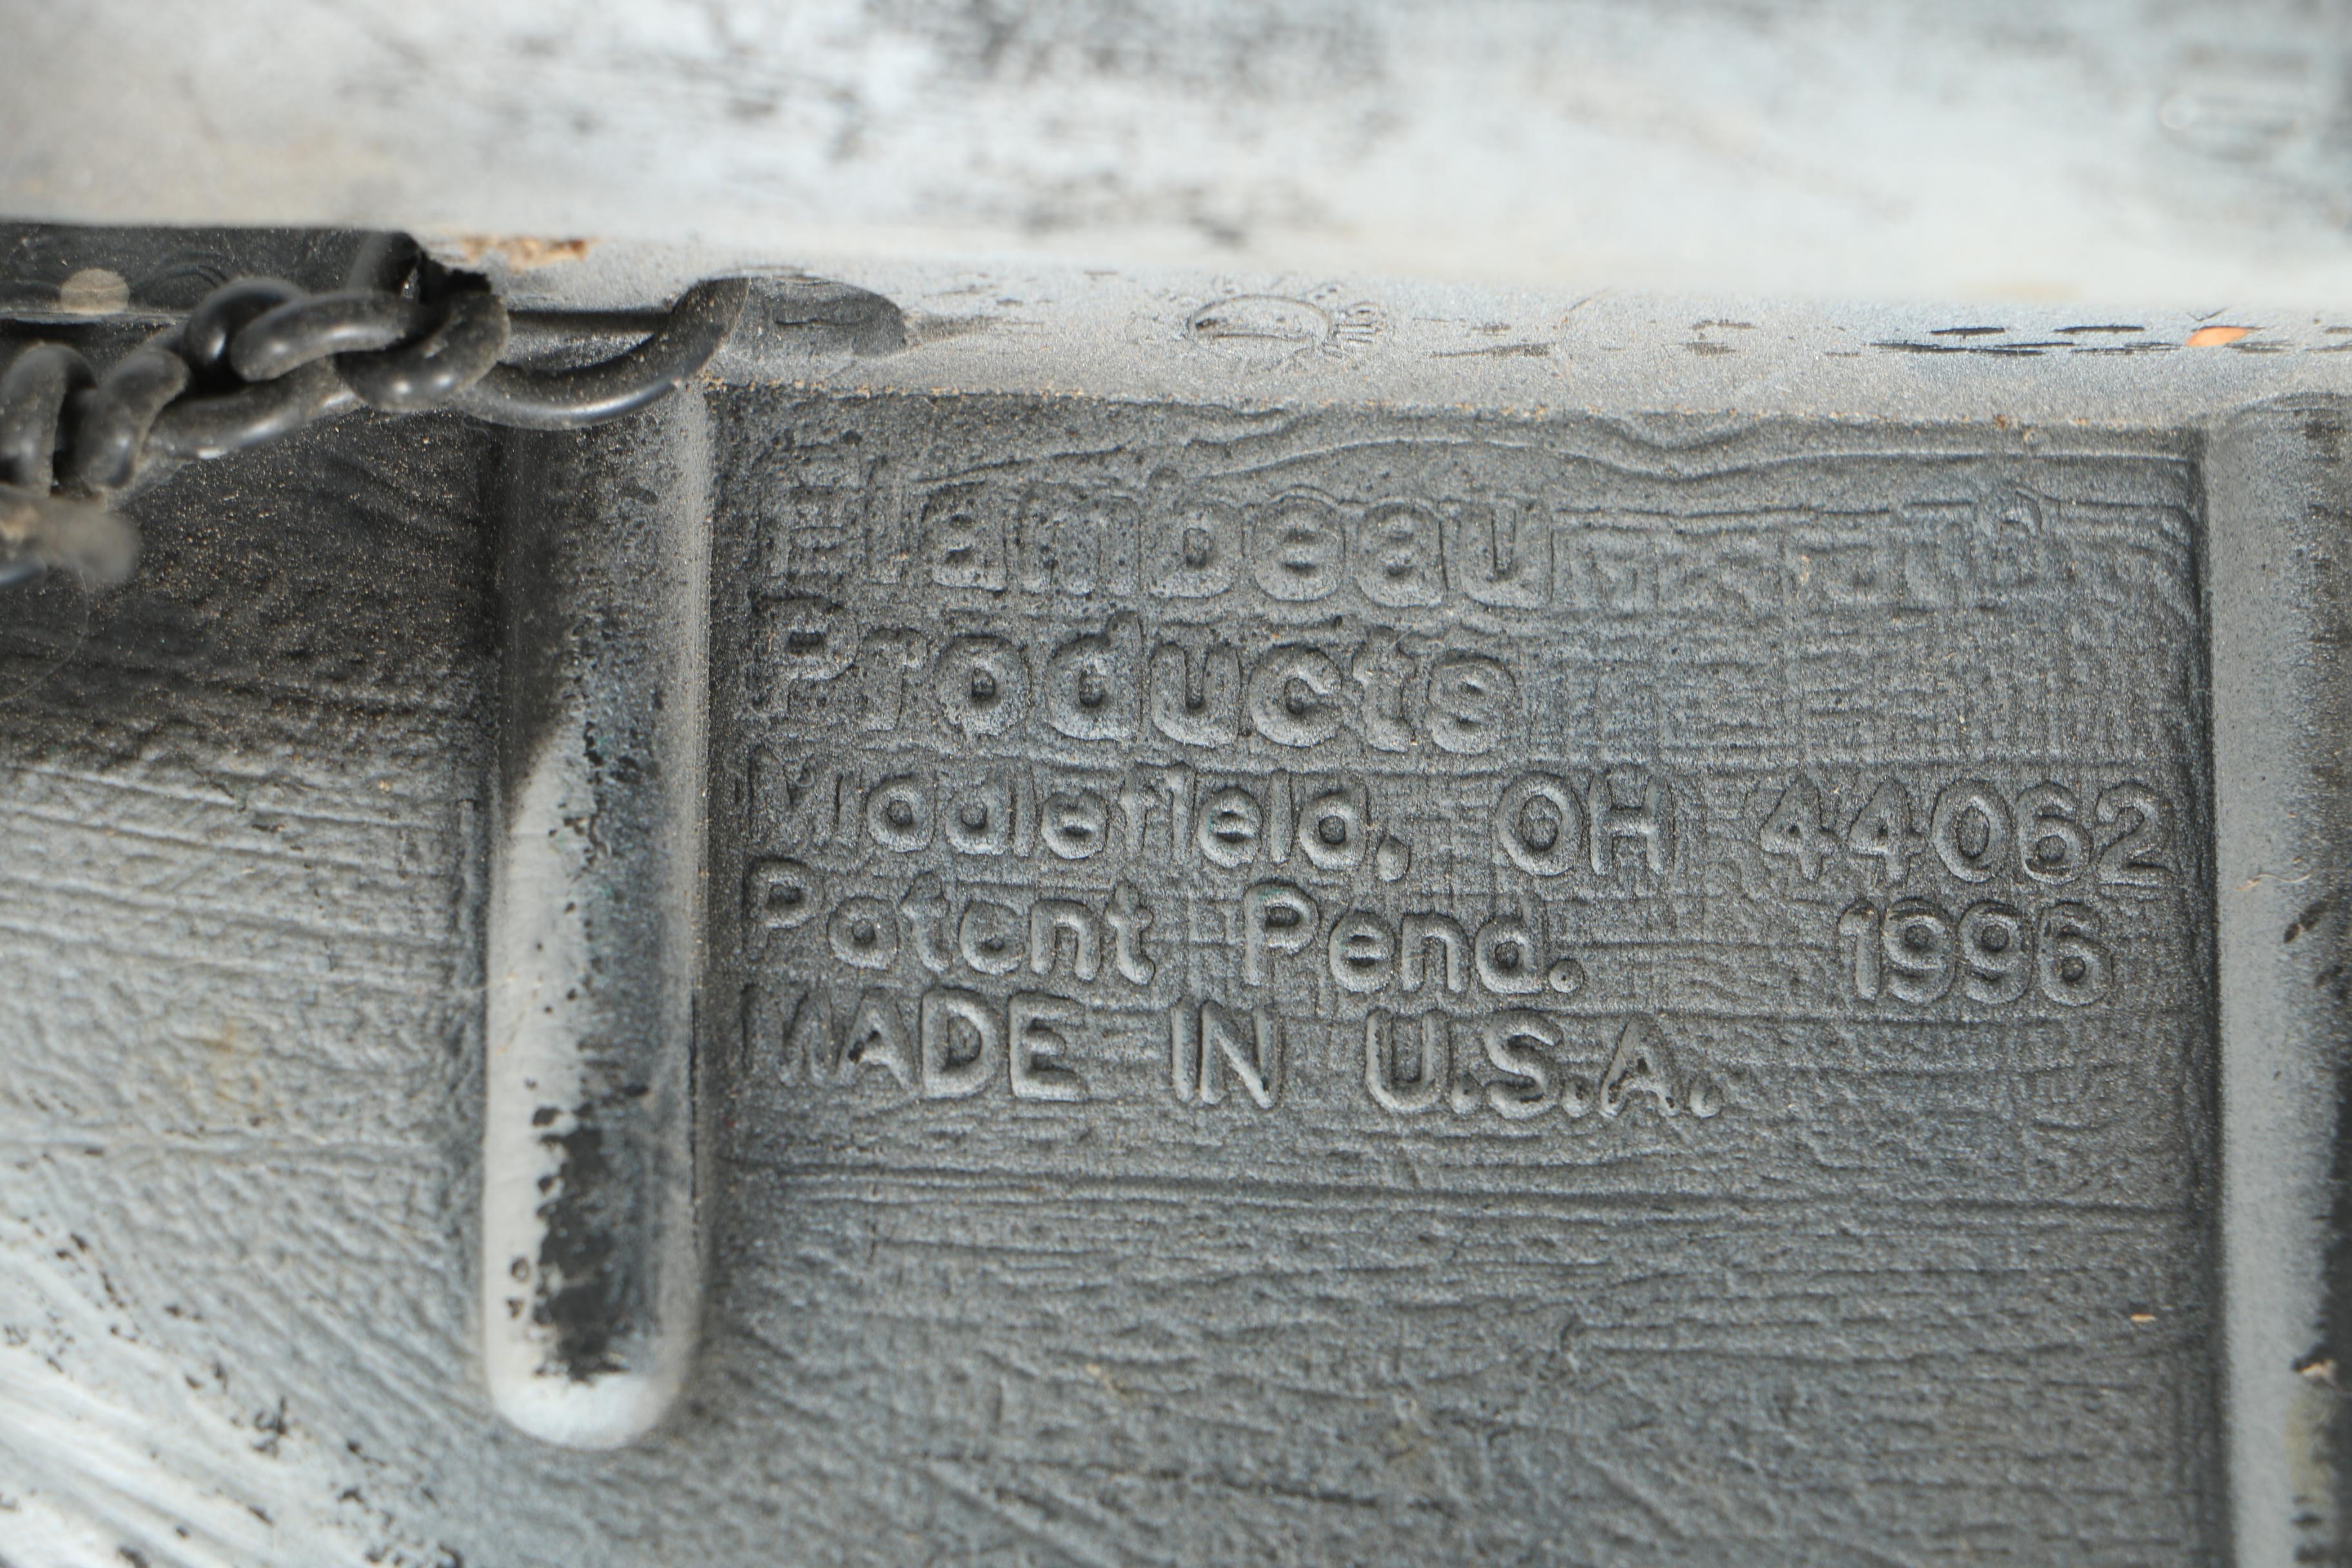 Flambeau
Products
Middlefield, OH 44062
Patent Pend. 1996
MADE IN U.S.A.